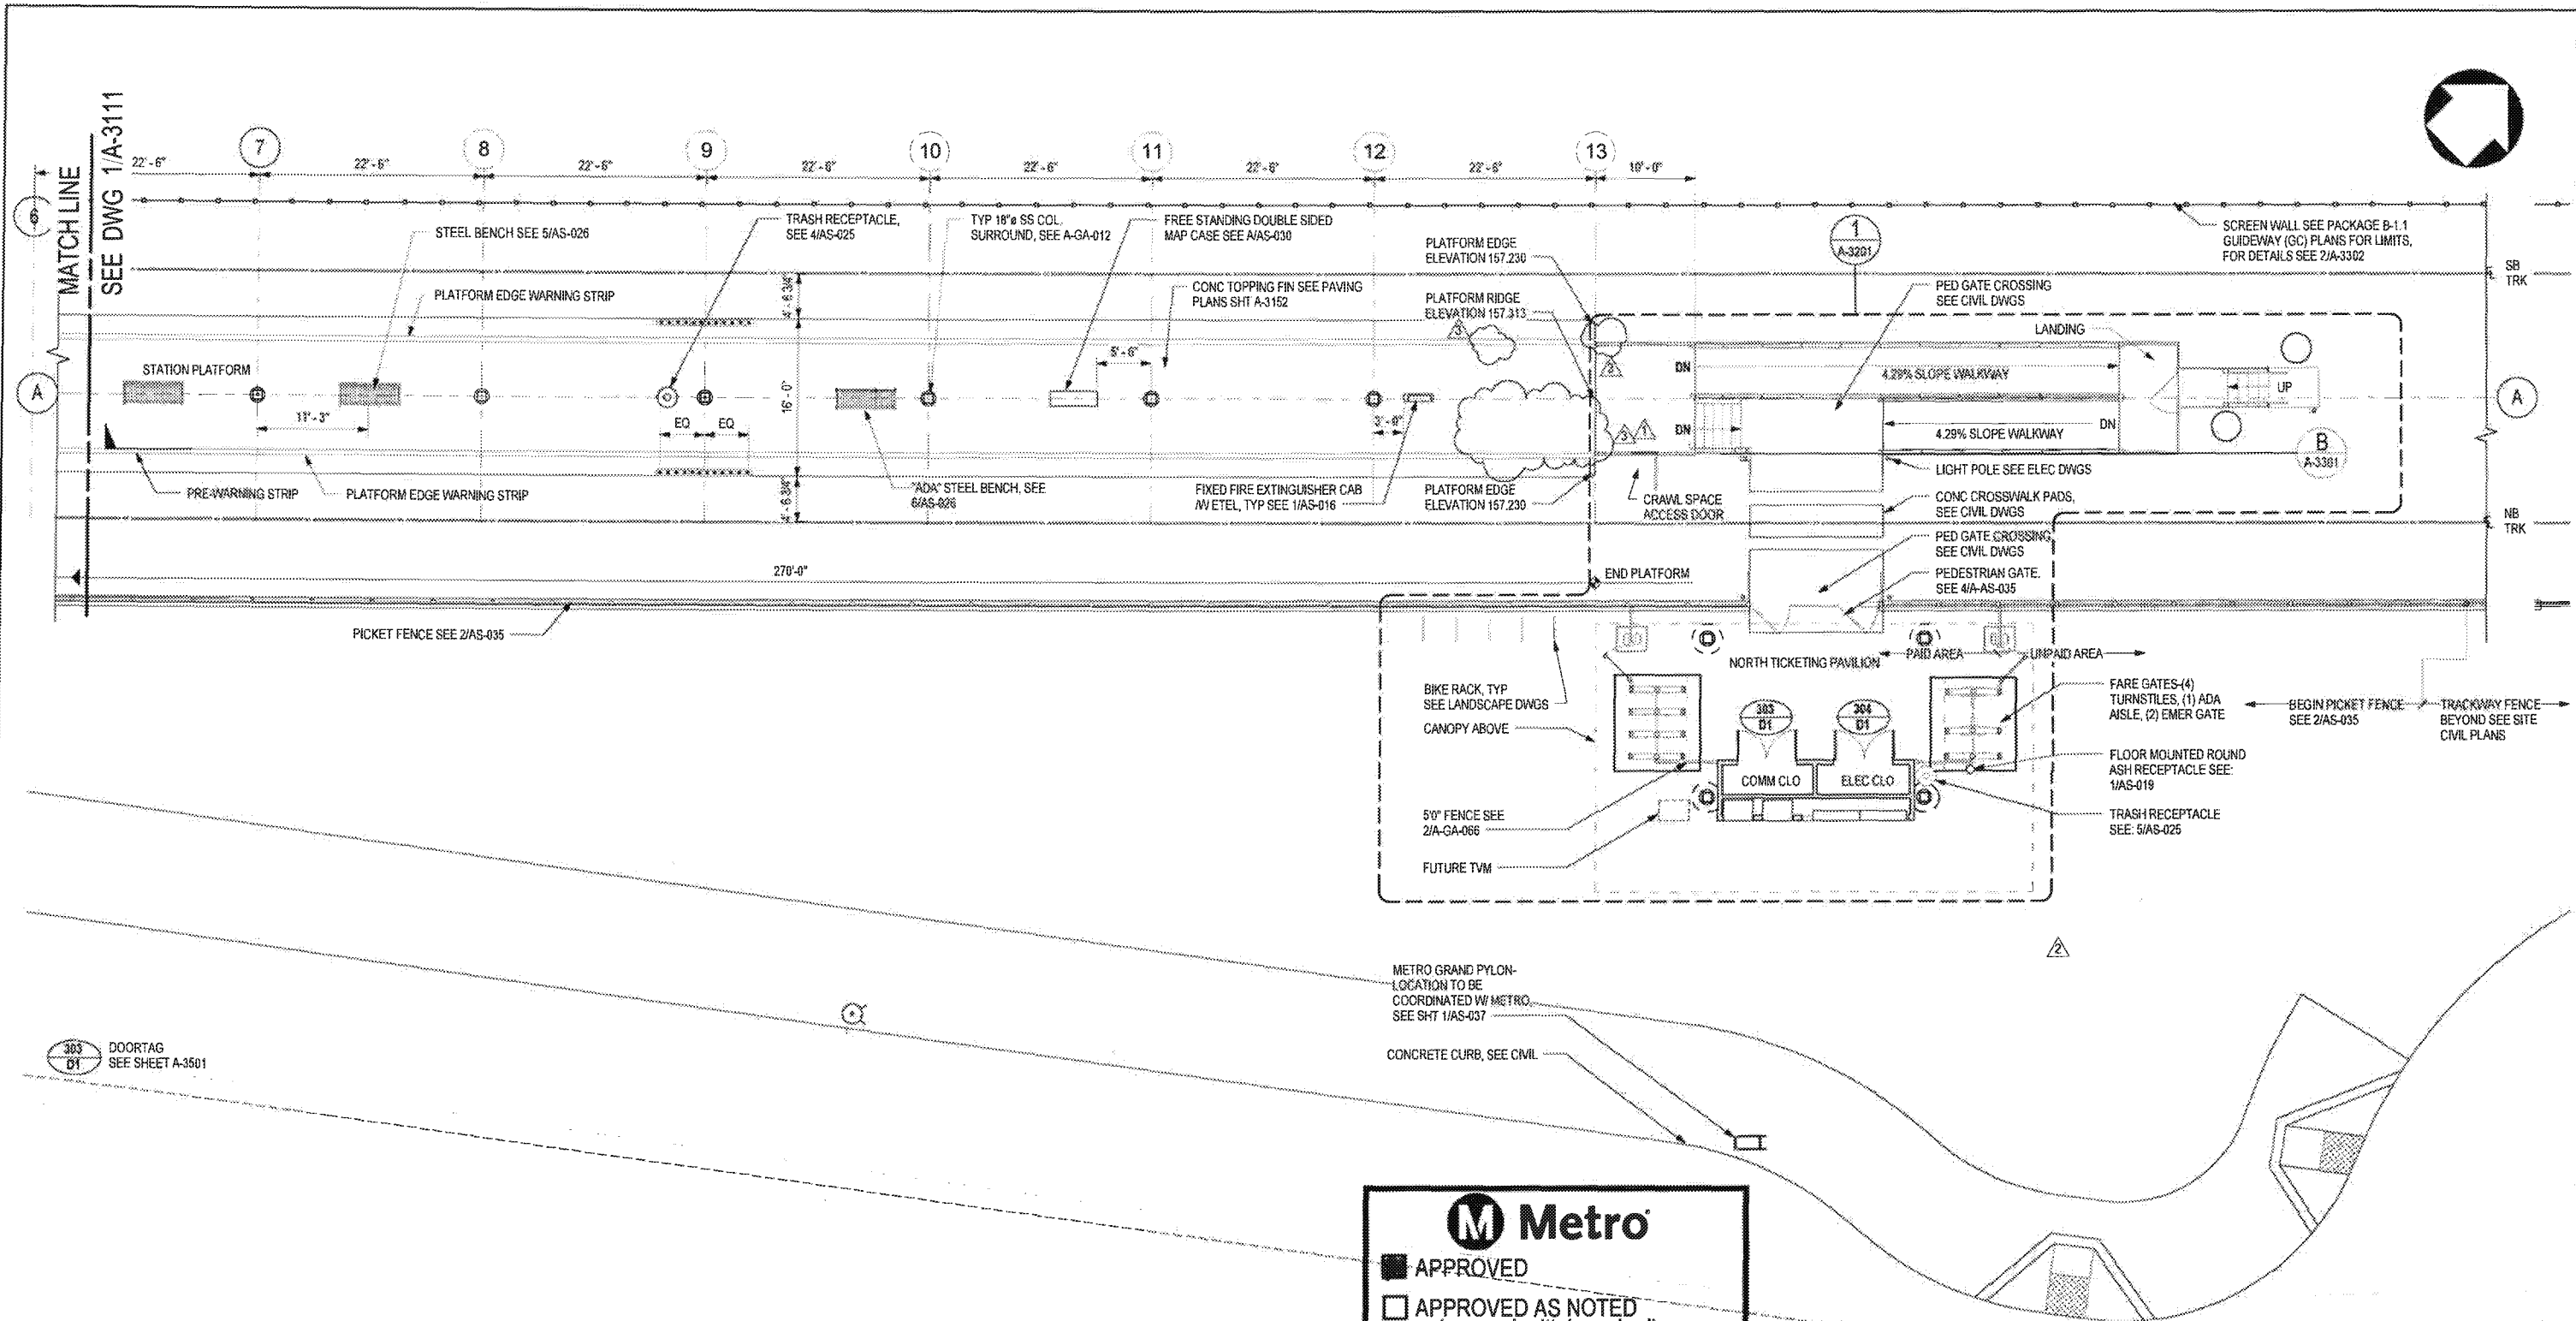 MATCH LINE
SEE DWG 1/A-3111
6
7
8
9
10
11
12
13
22'-6"
22'-6"
22'-6"
22'-6"
22'-6"
22'-6"
22'-6"
10'-0"
STEEL BENCH SEE 5/AS-026
TRASH RECEPTACLE,
SEE 4/AS-025
TYP 18"ø SS COL.
SURROUND, SEE A-GA-012
FREE STANDING DOUBLE SIDED
MAP CASE SEE A/AS-030
PLATFORM EDGE
ELEVATION 157.230
1
A-3201
SCREEN WALL SEE PACKAGE B-1.1
GUIDEWAY (GC) PLANS FOR LIMITS,
FOR DETAILS SEE 2/A-3302
SB
TRK
PLATFORM EDGE WARNING STRIP
4'-6 3/4"
CONC TOPPING FIN SEE PAVING
PLANS SHT A-3152
PLATFORM RIDGE
ELEVATION 157.313
3
PED GATE CROSSING
SEE CIVIL DWGS
LANDING
STATION PLATFORM
5'-6"
3
DN
4.29% SLOPE WALKWAY
UP
A
A
11'-3"
EQ
EQ
16'-0"
3'-0"
3
1
DN
4.29% SLOPE WALKWAY
DN
B
A-3301
PRE-WARNING STRIP
PLATFORM EDGE WARNING STRIP
4'-6 3/4"
"ADA" STEEL BENCH, SEE
6/AS-026
FIXED FIRE EXTINGUISHER CAB
/W ETEL, TYP SEE 1/AS-016
PLATFORM EDGE
ELEVATION 157.230
CRAWL SPACE
ACCESS DOOR
LIGHT POLE SEE ELEC DWGS
CONC CROSSWALK PADS,
SEE CIVIL DWGS
NB
TRK
PED GATE CROSSING
SEE CIVIL DWGS
270'-0"
END PLATFORM
PEDESTRIAN GATE.
SEE 4/A-AS-035
PICKET FENCE SEE 2/AS-035
NORTH TICKETING PAVILION
PAID AREA
UNPAID AREA
BIKE RACK, TYP
SEE LANDSCAPE DWGS
CANOPY ABOVE
303
D1
304
D1
FARE GATES-(4)
TURNSTILES, (1) ADA
AISLE, (2) EMER GATE
BEGIN PICKET FENCE
SEE 2/AS-035
TRACKWAY FENCE
BEYOND SEE SITE
CIVIL PLANS
COMM CLO
ELEC CLO
FLOOR MOUNTED ROUND
ASH RECEPTACLE SEE:
1/AS-019
5'0" FENCE SEE
2/A-GA-066
TRASH RECEPTACLE
SEE: 5/AS-025
FUTURE TVM
2
METRO GRAND PYLON-
LOCATION TO BE
COORDINATED W/ METRO,
SEE SHT 1/AS-037
CONCRETE CURB, SEE CIVIL
303
D1
DOORTAG
SEE SHEET A-3501
M Metro
APPROVED
APPROVED AS NOTED